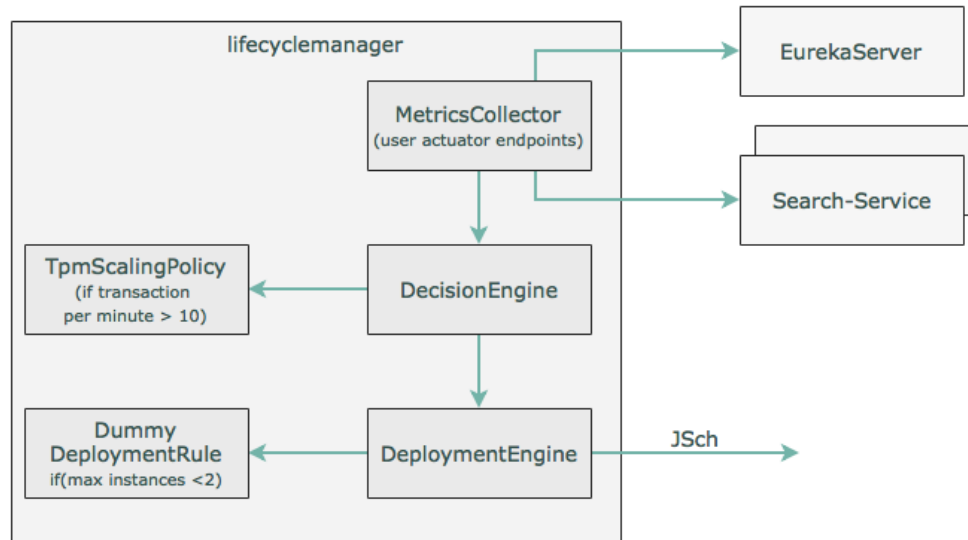 lifecyclemanager
EurekaServer
MetricsCollector
(user actuator endpoints)
Search-Service
TpmScalingPolicy
(if transaction
per minute > 10)
DecisionEngine
Dummy
DeploymentRule
if(max instances <2)
DeploymentEngine
JSch